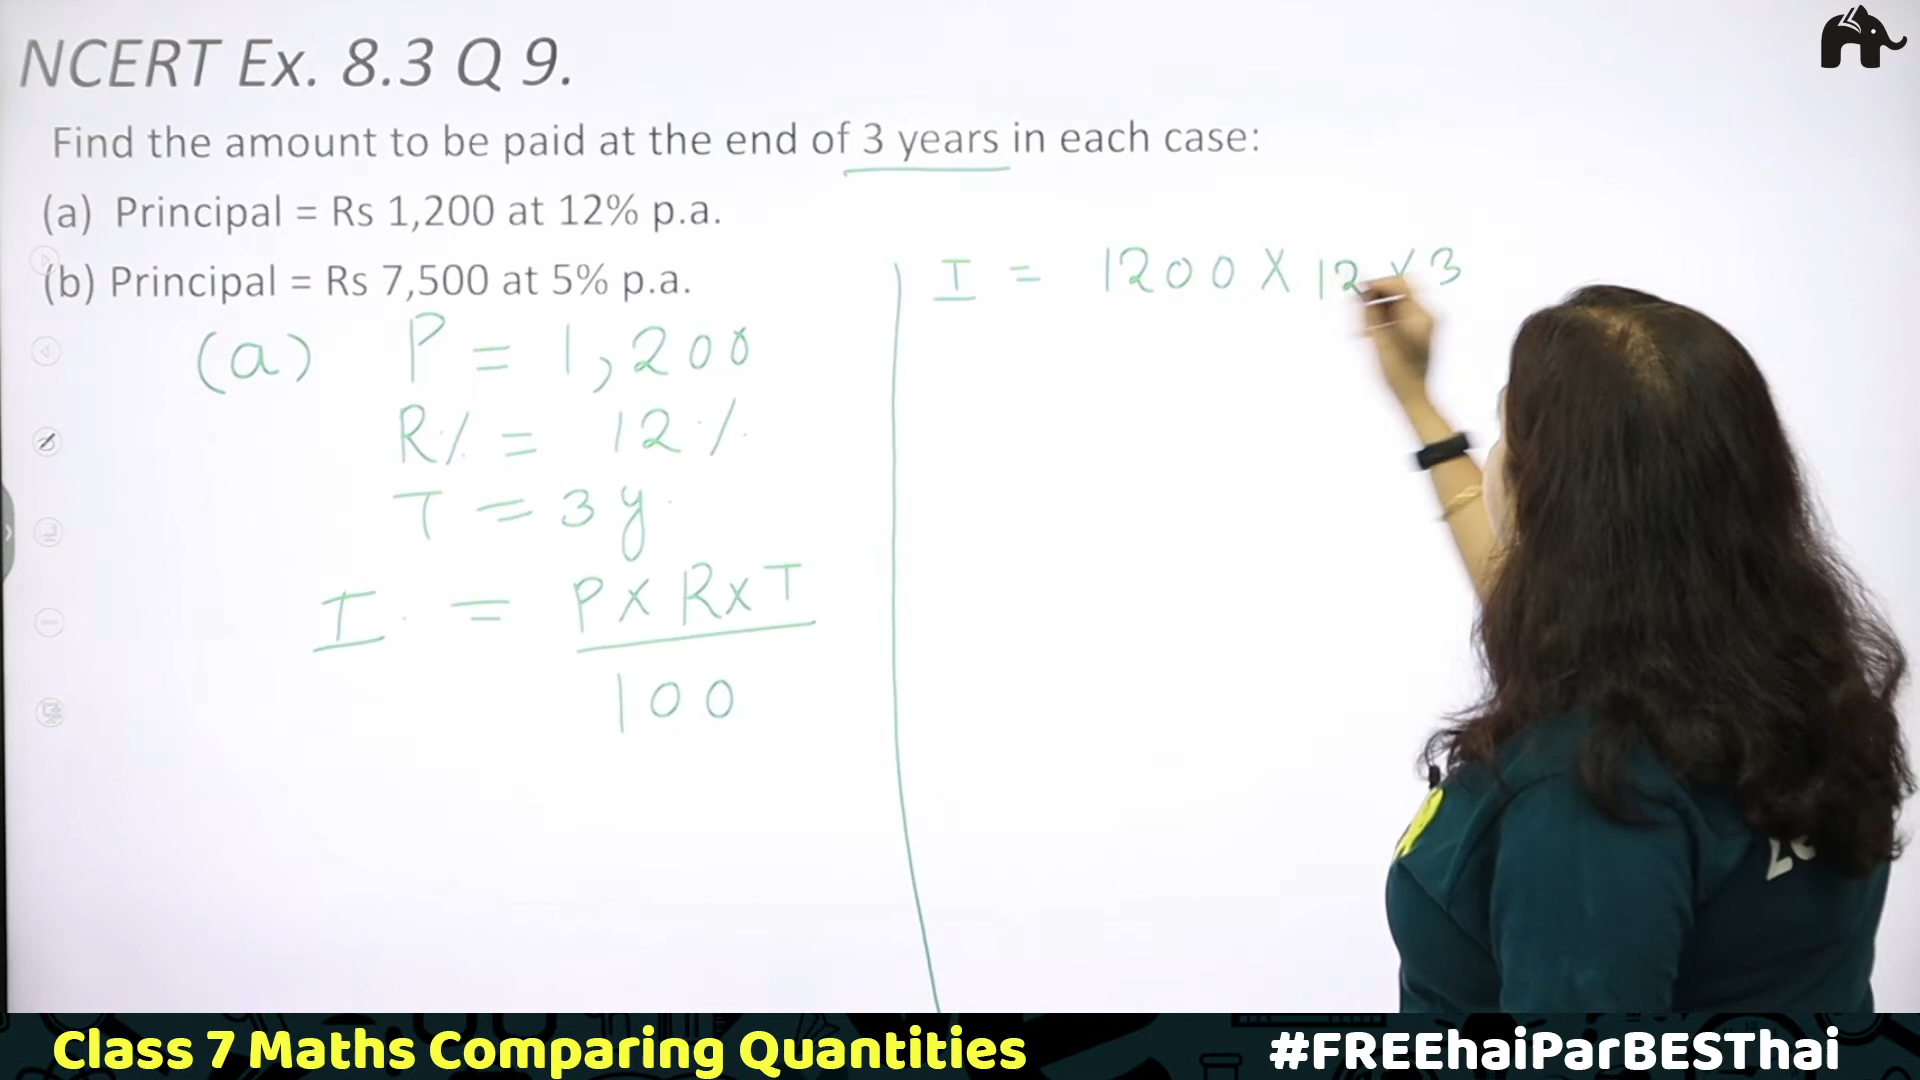 NCERT Ex. 8.3 Q 9.
Find the amount to be paid at the end of 3 years in each case:
(a) Principal = Rs 1,200 at 12% p.a.
(b) Principal = Rs 7,500 at 5% p.a.
I = 1200 X 12 X 3
(a) P = 1,200
R% = 12 %
T = 3 y
I = P X R X T
100
Class 7 Maths Comparing Quantities
#FREEhaiParBESThai